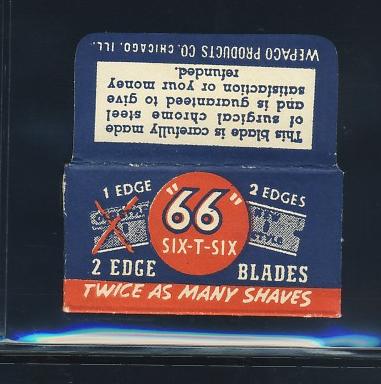 WEPACO PRODUCTS CO. CHICAGO. ILL.
This blade is carefully made
of surgical chrome steel
and is guaranteed to give
satisfaction or your money
refunded.
1 EDGE
"66"
2 EDGES
SIX-T-SIX
2 EDGE BLADES
TWICE AS MANY SHAVES